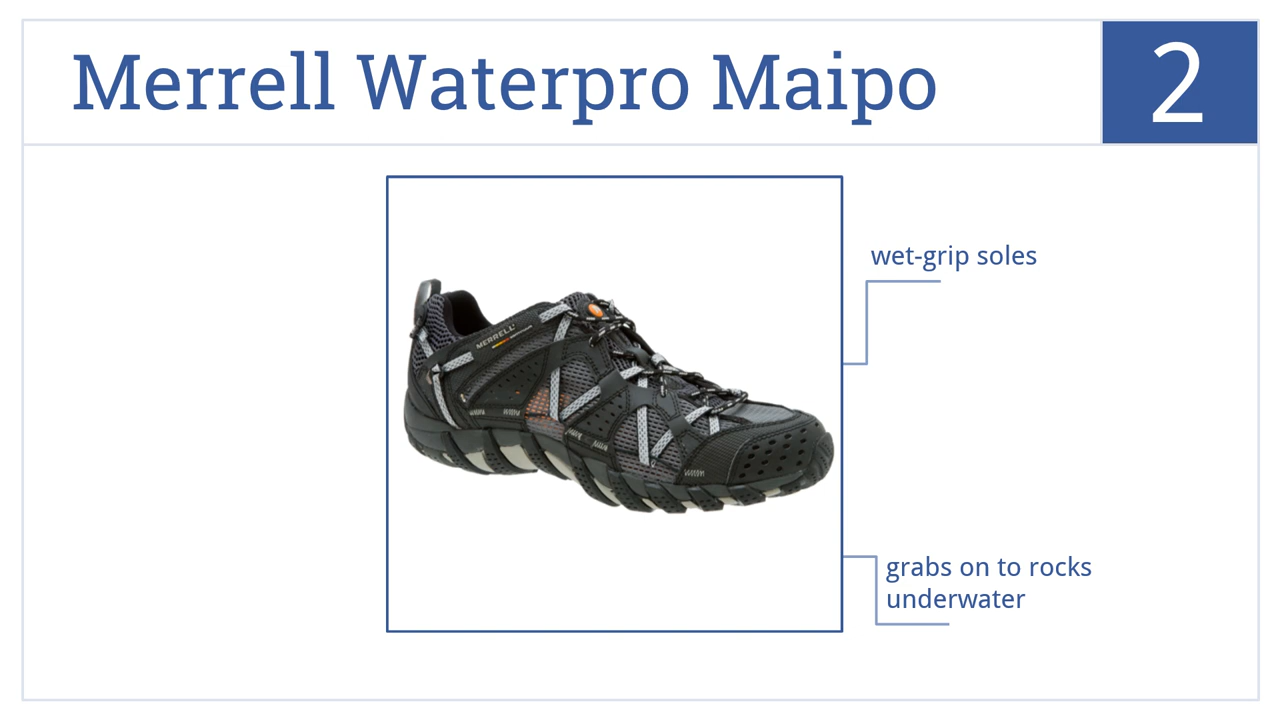 Merrell Waterpro Maipo
2
wet-grip soles
MERRELL
grabs on to rocks
underwater